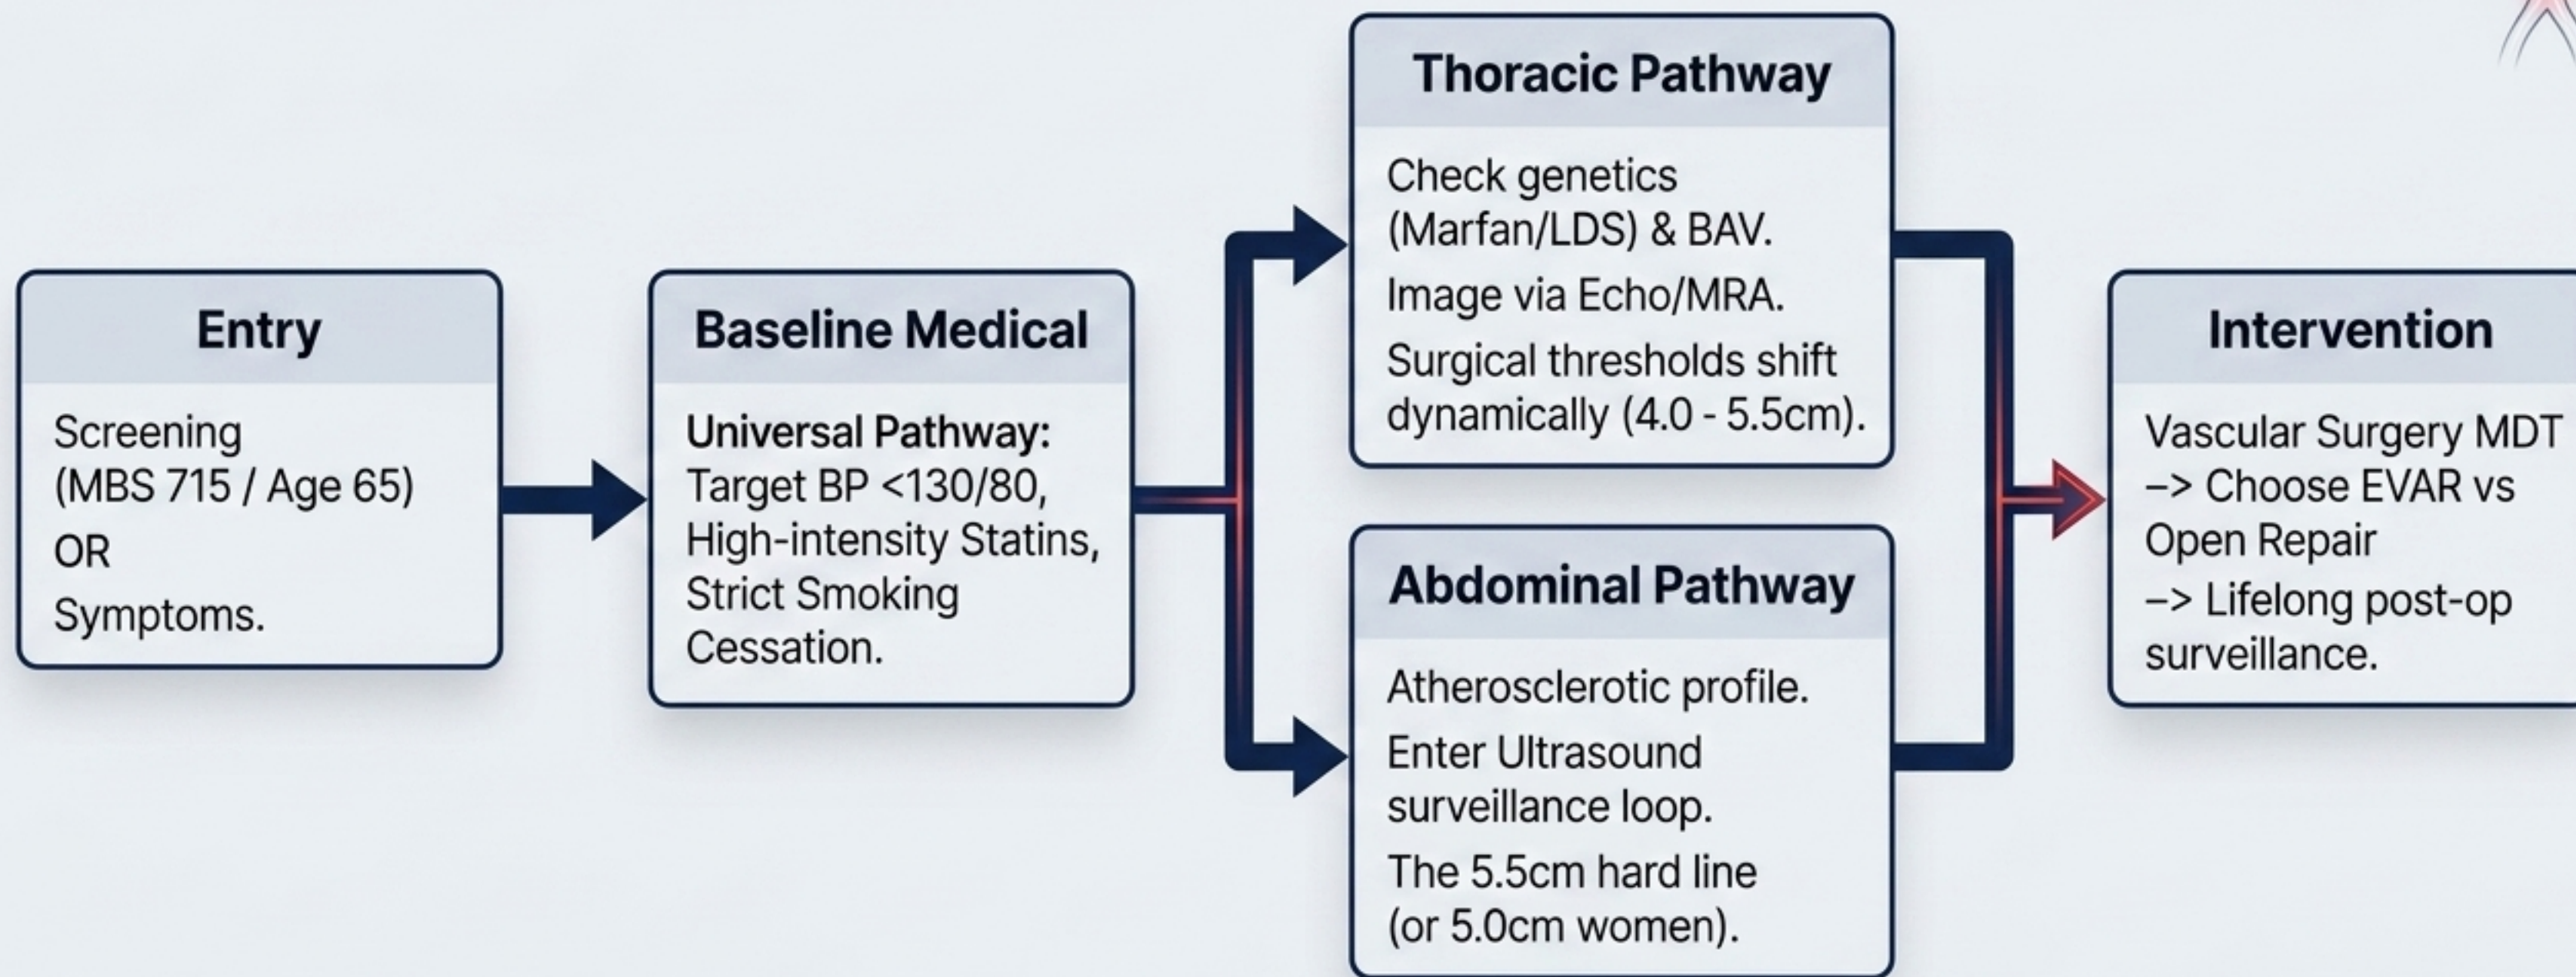 Entry
Screening
(MBS 715 / Age 65)
OR
Symptoms.
Baseline Medical
Universal Pathway:
Target BP <130/80,
High-intensity Statins,
Strict Smoking
Cessation.
Thoracic Pathway
Check genetics
(Marfan/LDS) & BAV.
Image via Echo/MRA.
Surgical thresholds shift
dynamically (4.0 - 5.5cm).
Abdominal Pathway
Atherosclerotic profile.
Enter Ultrasound
surveillance loop.
The 5.5cm hard line
(or 5.0cm women).
Intervention
Vascular Surgery MDT
–> Choose EVAR vs
Open Repair
–> Lifelong post-op
surveillance.